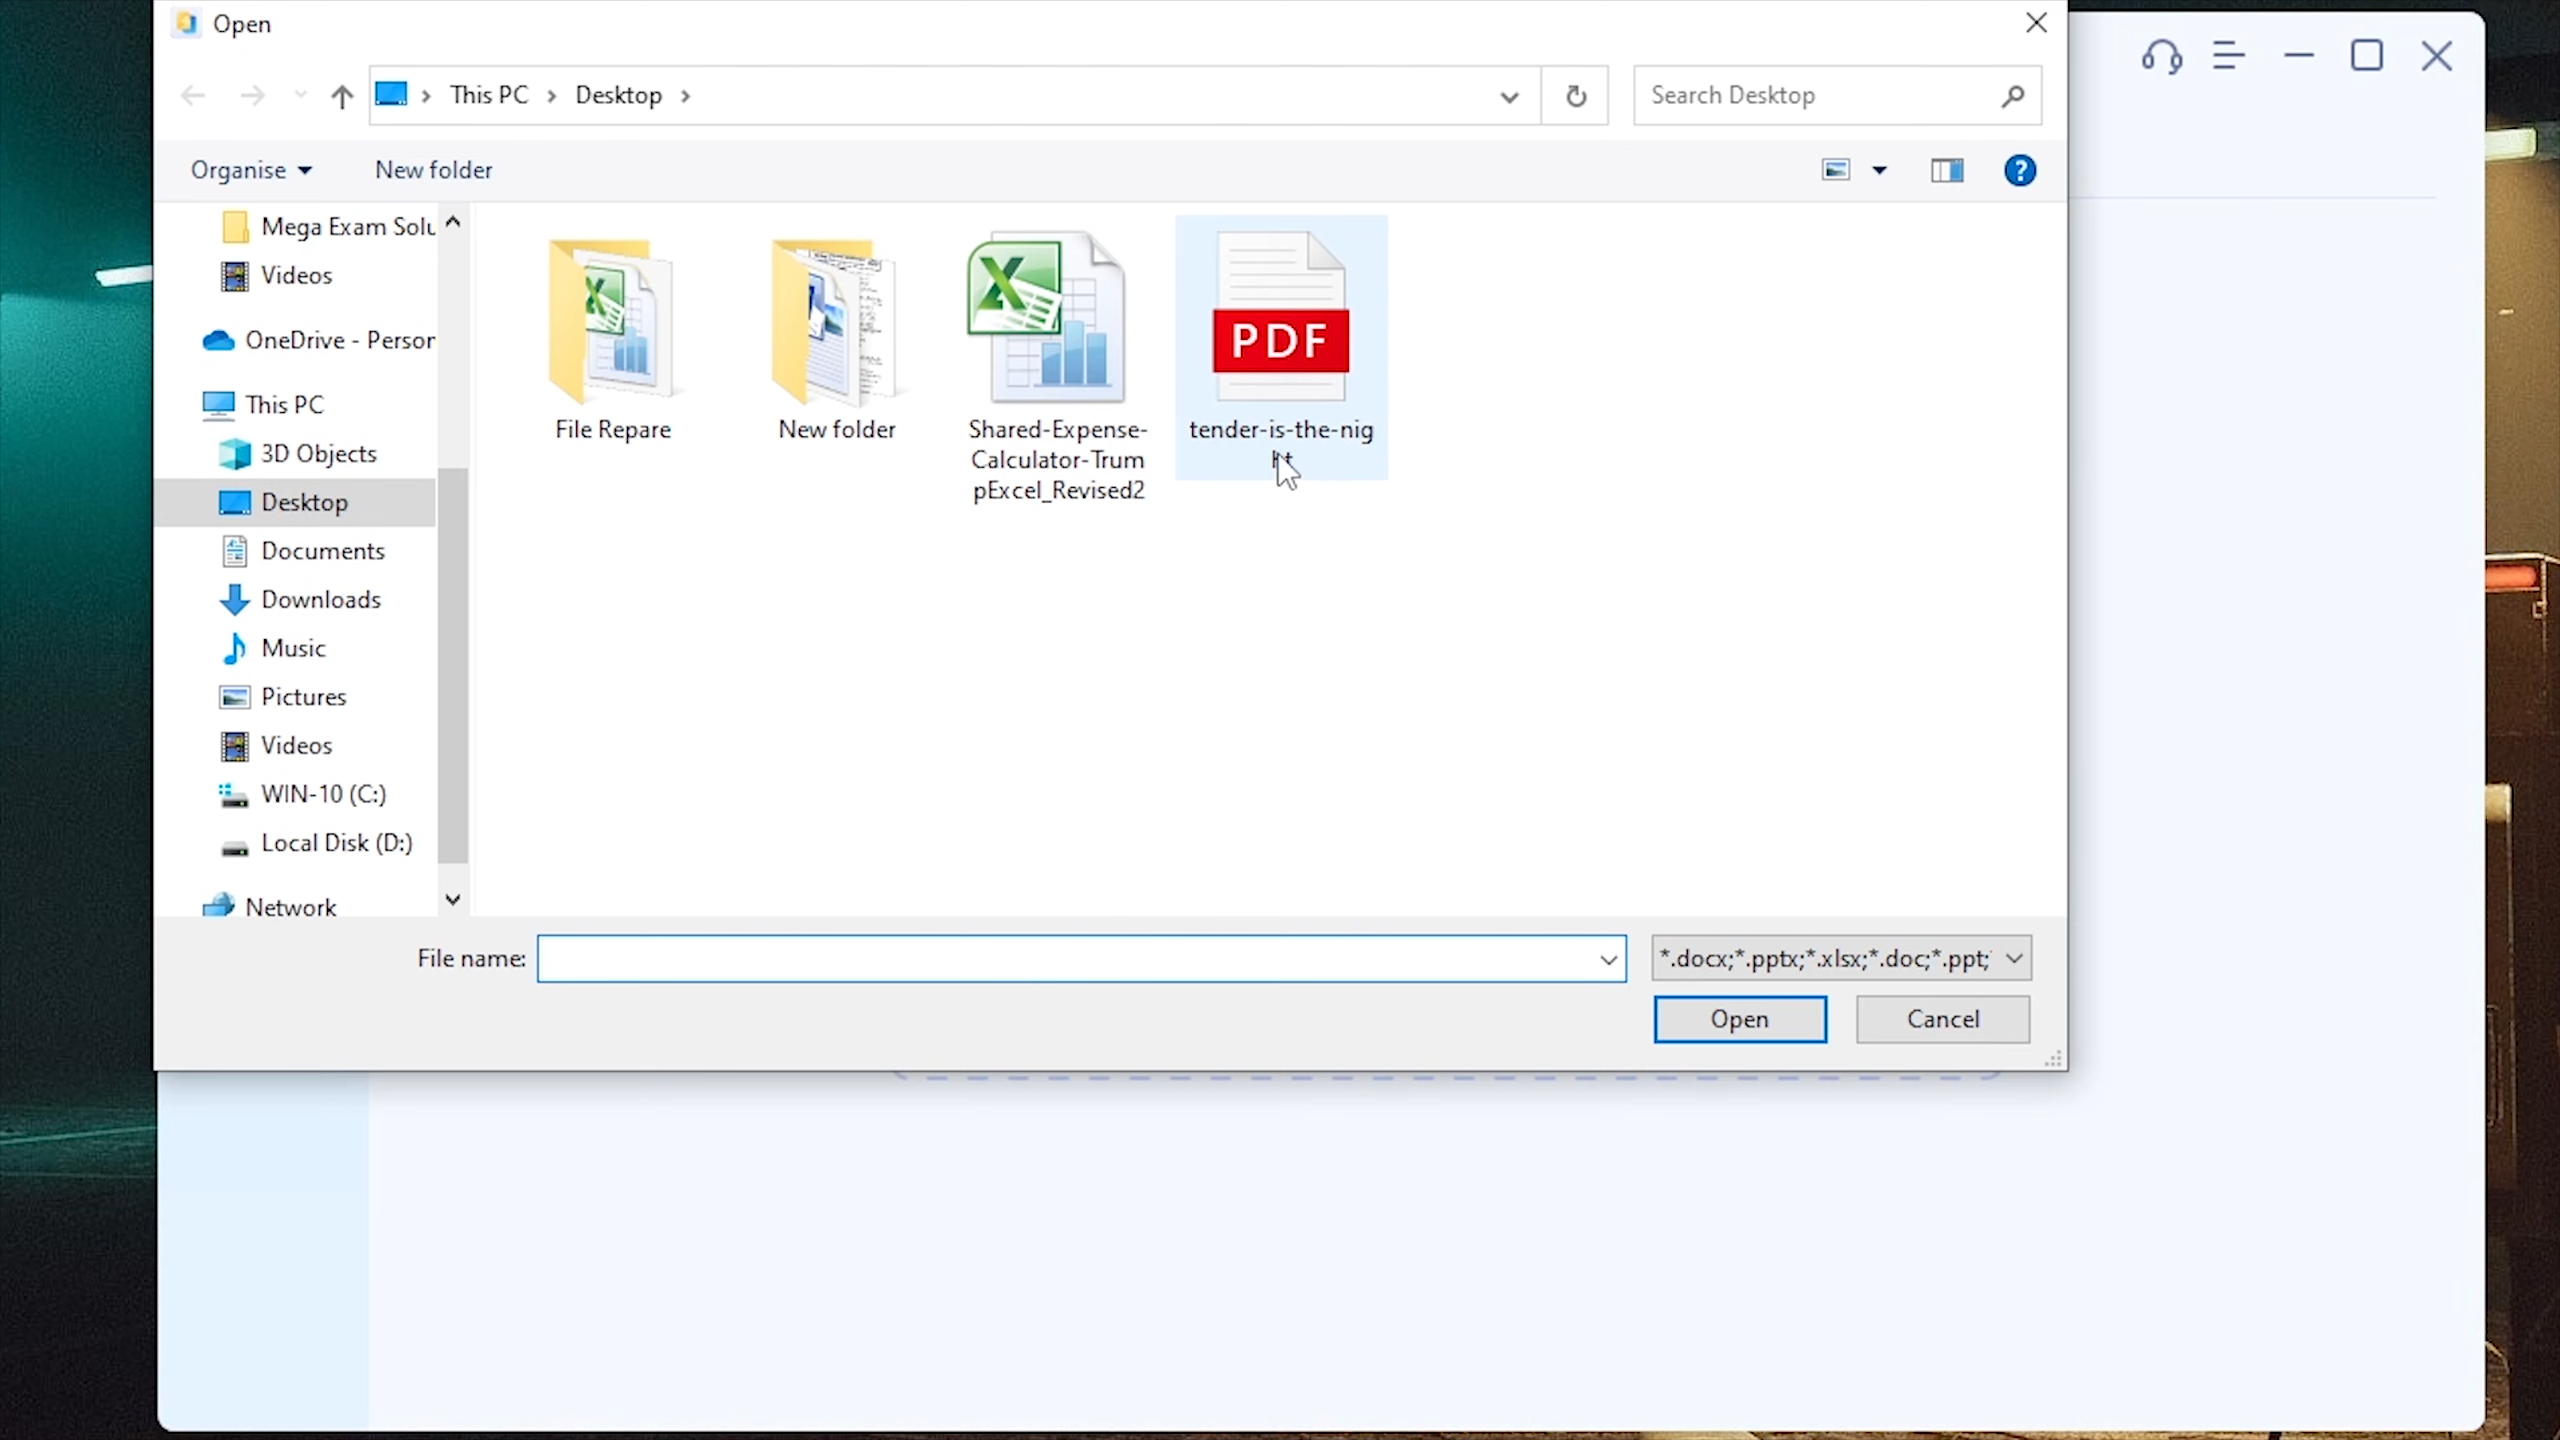 Open
This PC
Desktop
Search Desktop
Organise
New folder
?
Mega Exam Solu
Videos
OneDrive - Person
This PC
3D Objects
Desktop
Documents
Downloads
Music
Pictures
Videos
WIN-10 (C:)
Local Disk (D:)
Network
File Repare
New folder
Shared-Expense-
Calculator-Trum
pExcel_Revised2
PDF
tender-is-the-nig
ht
File name:
*.docx;*.pptx;*.xlsx;*.doc;*.ppt;
Open
Cancel